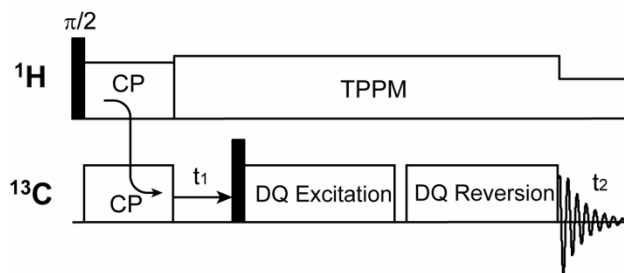 π/2
¹H
CP
TPPM
¹³C
CP
t₁
DQ Excitation
DQ Reversion
t₂